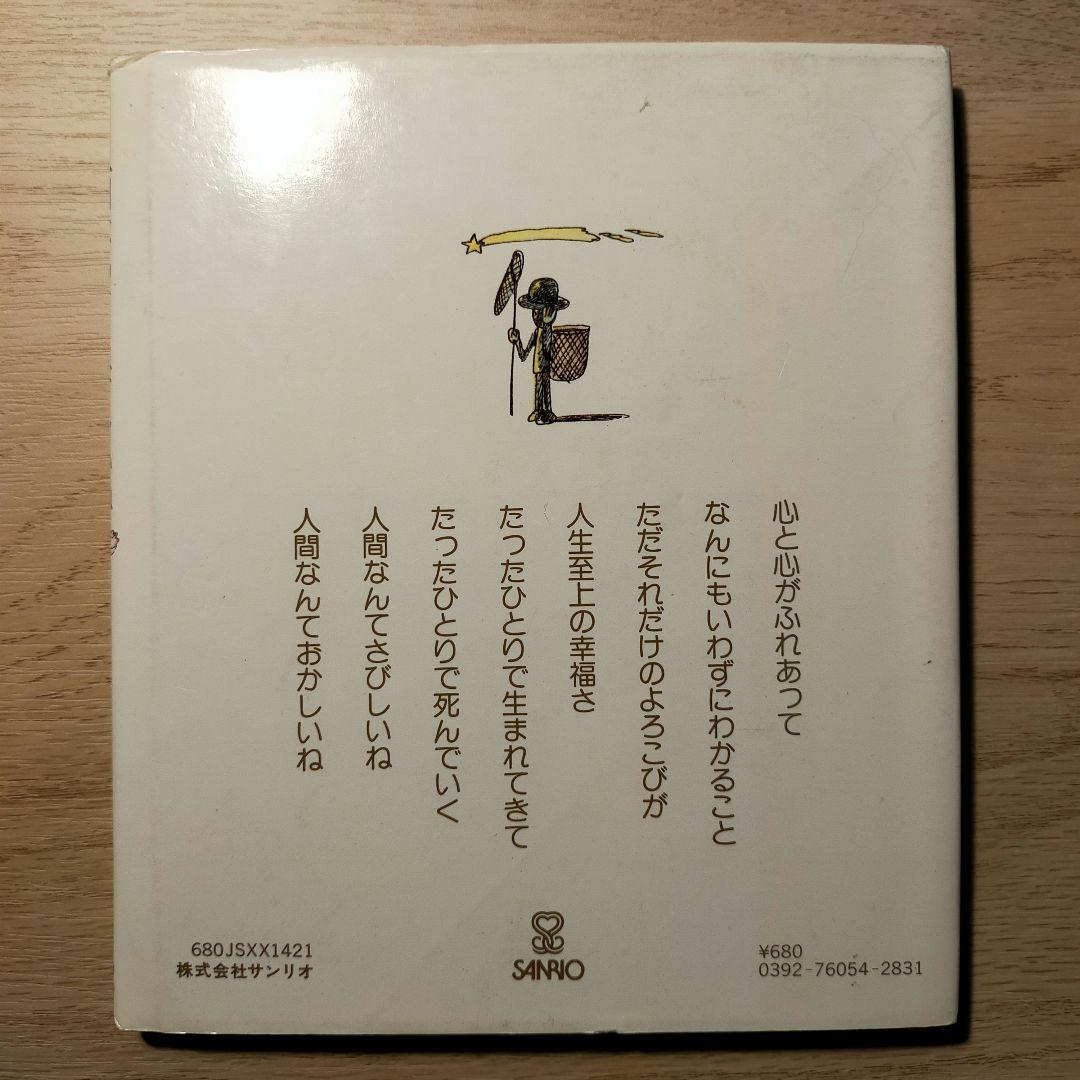 心と心がふれあって
なんにもいわずにわかること
ただそれだけのよろこびが
人生至上の幸福さ
たったひとりで生まれてきて
たったひとりで死んでいく
人間なんてさびしいね
人間なんておかしいね
680JSXX1421
株式会社サンリオ
SANRIO
¥680
0392-76054-2831